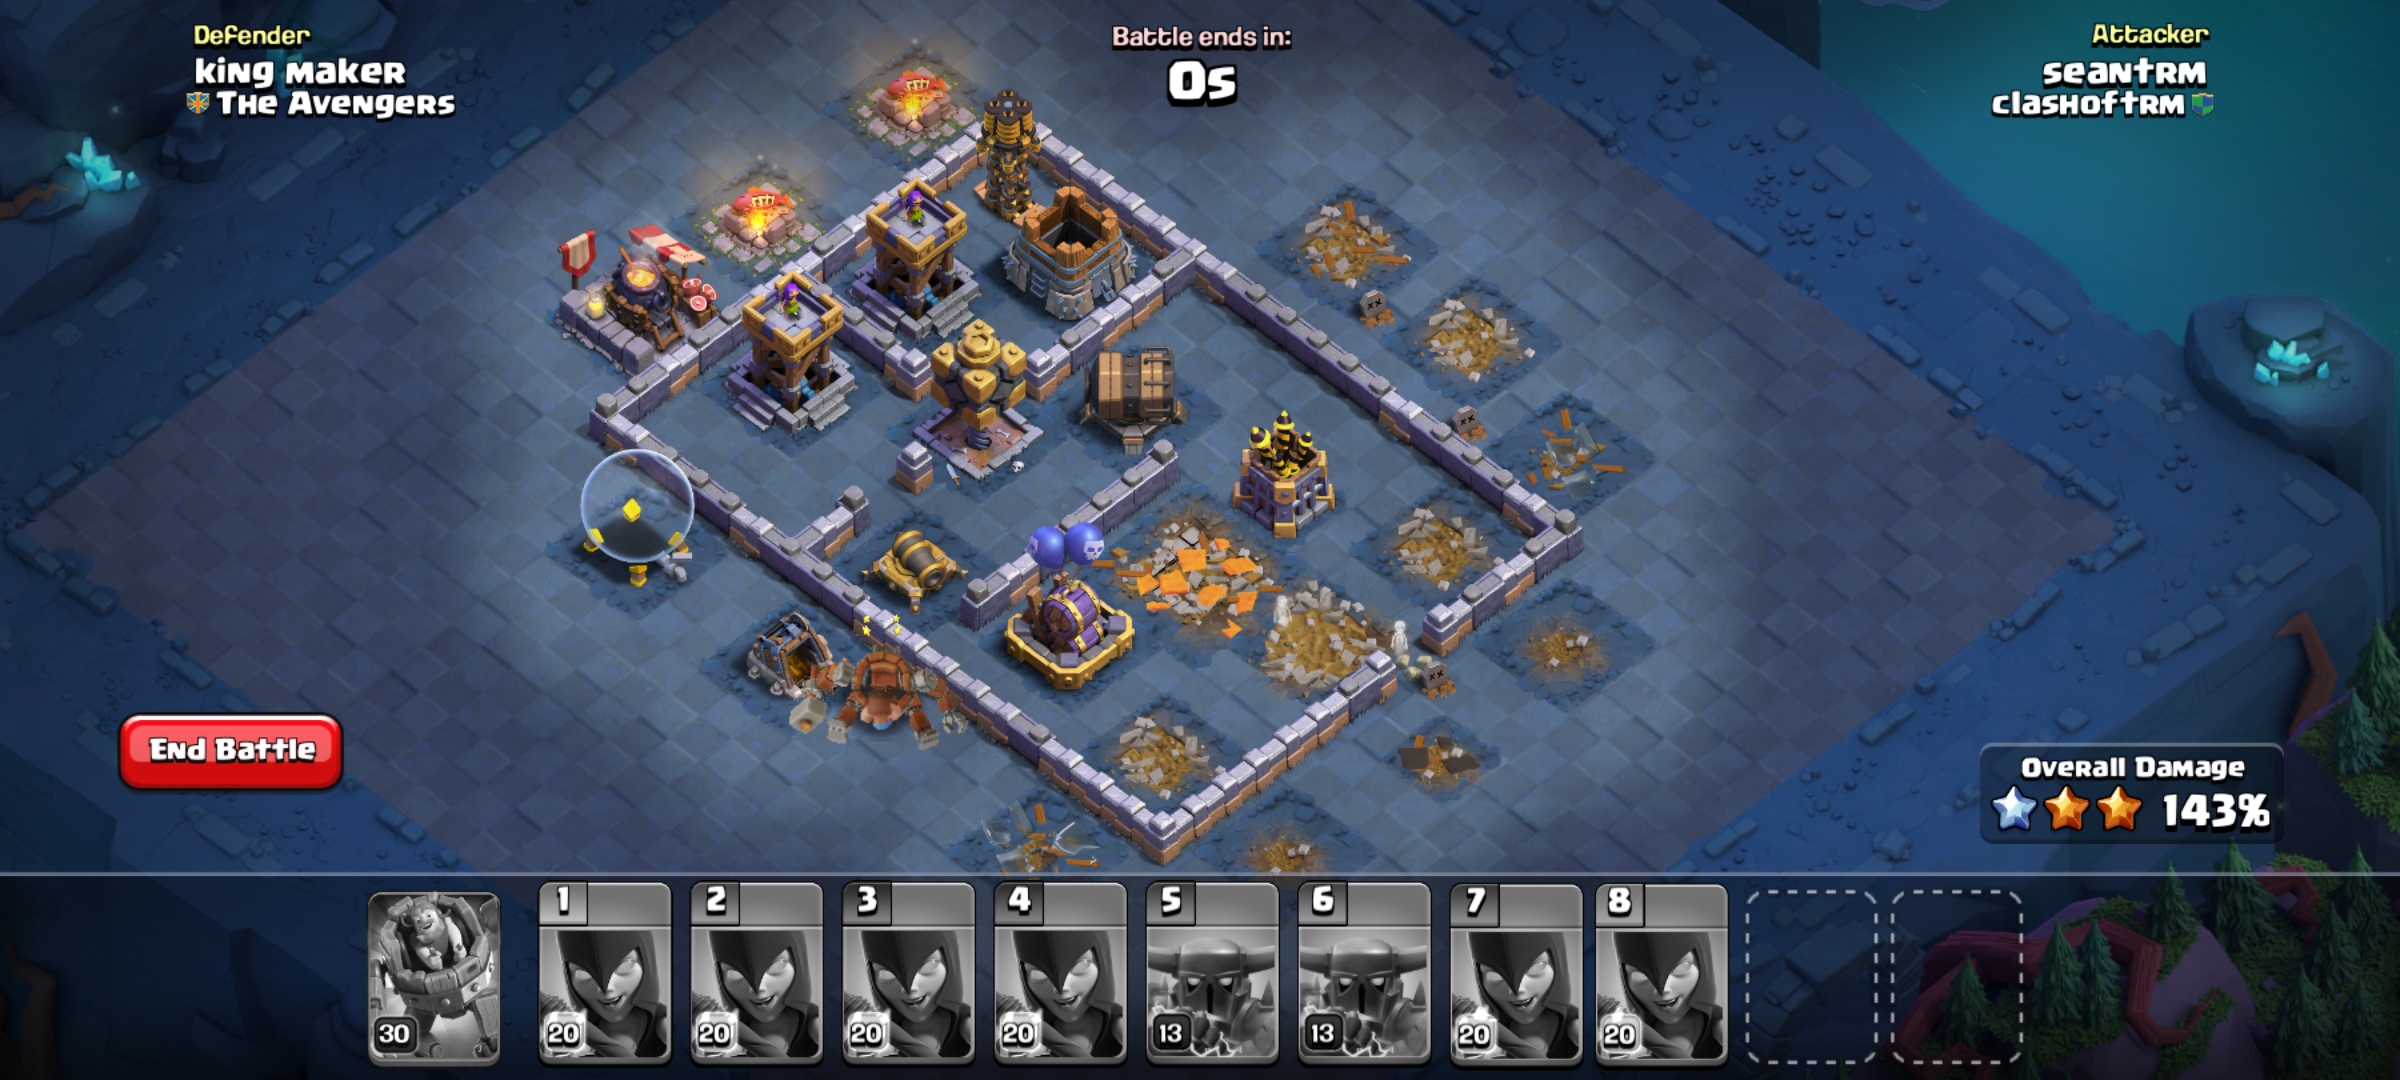 Defender
king maker
The Avengers
Battle ends in:
0s
Attacker
seantrm
clashoftrm
End Battle
Overall Damage
143%
1
2
3
4
5
6
7
8
30
20
20
20
20
13
13
20
20